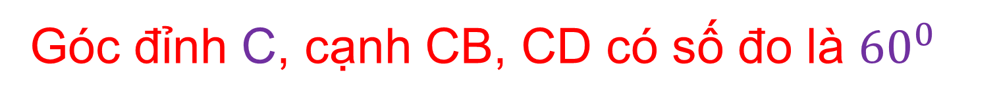 Góc đỉnh C, cạnh CB, CD có số đo là 60⁰